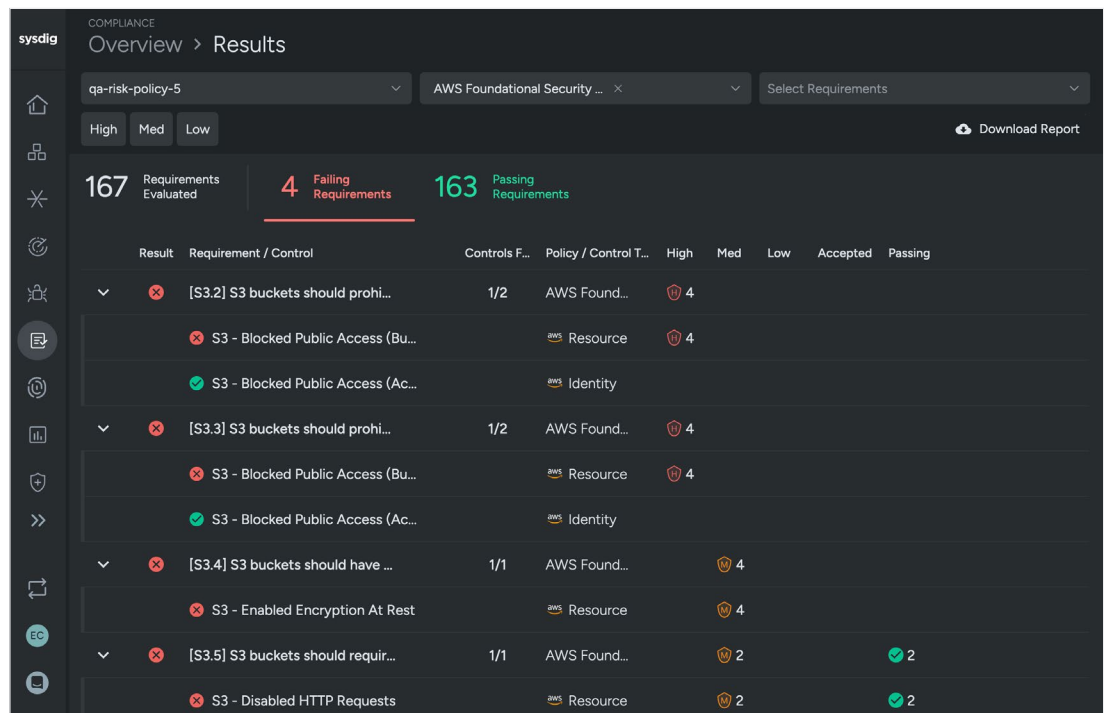 sysdig
COMPLIANCE
Overview > Results
qa-risk-policy-5
AWS Foundational Security ... ×
Select Requirements
High Med Low
Download Report
167 Requirements Evaluated 4 Failing Requirements 163 Passing Requirements
Result Requirement / Control Controls F... Policy / Control T... High Med Low Accepted Passing
[S3.2] S3 buckets should prohi... 1/2 AWS Found... H 4
S3 - Blocked Public Access (Bu... aws Resource H 4
S3 - Blocked Public Access (Ac... aws Identity
[S3.3] S3 buckets should prohi... 1/2 AWS Found... H 4
S3 - Blocked Public Access (Bu... aws Resource H 4
S3 - Blocked Public Access (Ac... aws Identity
[S3.4] S3 buckets should have ... 1/1 AWS Found... M 4
S3 - Enabled Encryption At Rest aws Resource M 4
EC
[S3.5] S3 buckets should requir... 1/1 AWS Found... M 2 2
S3 - Disabled HTTP Requests aws Resource M 2 2